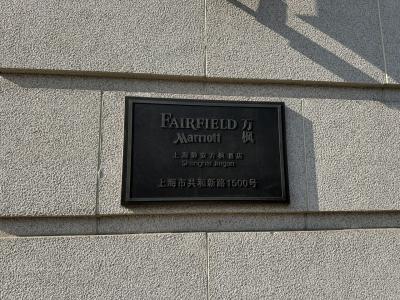 FAIRFIELD 万枫
Marriott
上海静安万枫酒店
Shanghai Jingan
上海市共和新路1500号